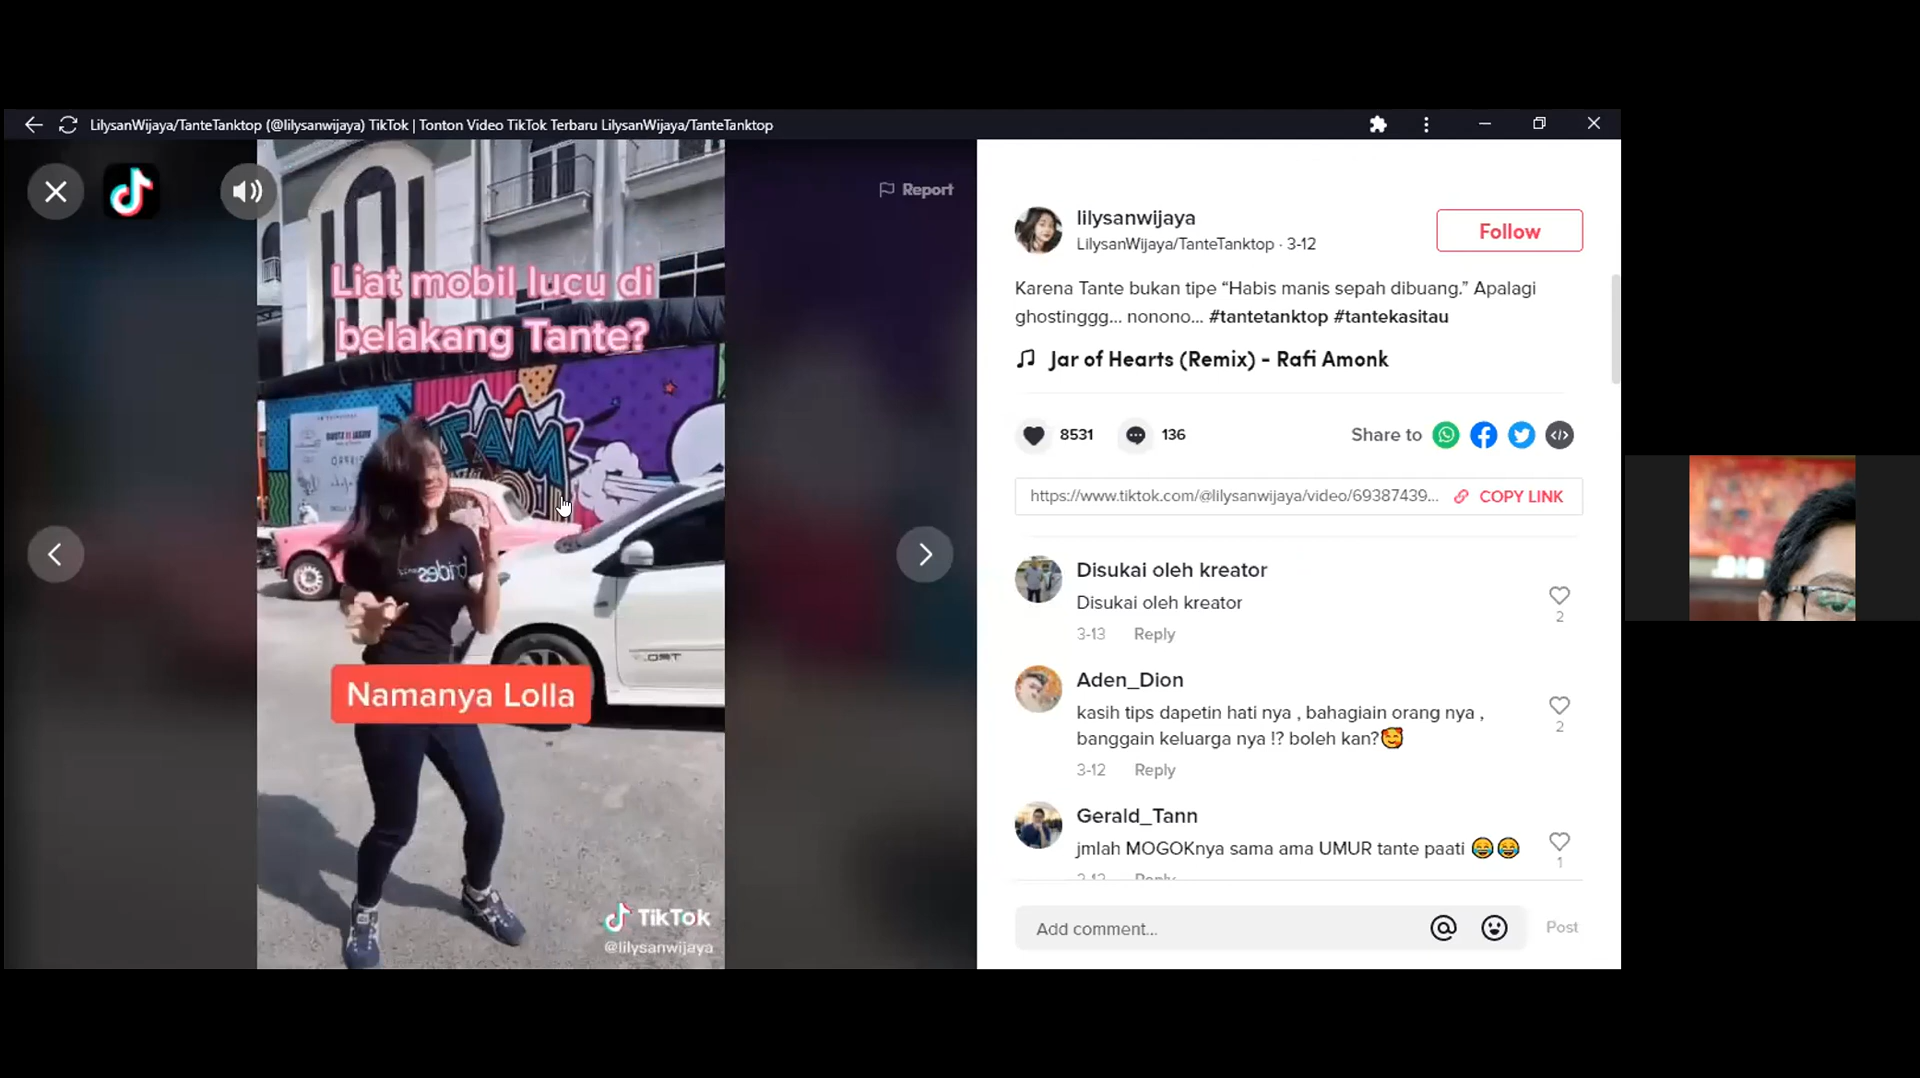 LilysanWijaya/TanteTanktop (@lilysanwijaya) TikTok | Tonton Video TikTok Terbaru LilysanWijaya/TanteTanktop
Report
Liat mobil lucu di
belakang Tante?
brides
Namanya Lolla
TikTok
@lilysanwijaya
lilysanwijaya
LilysanWijaya/TanteTanktop · 3-12
Follow
Karena Tante bukan tipe “Habis manis sepah dibuang.” Apalagi
ghostinggg... nonono... #tantetanktop #tantekasitau
Jar of Hearts (Remix) - Rafi Amonk
8531
136
Share to
https://www.tiktok.com/@lilysanwijaya/video/69387439...
COPY LINK
Disukai oleh kreator
Disukai oleh kreator
2
3-13 Reply
Aden_Dion
kasih tips dapetin hati nya , bahagiain orang nya ,
banggain keluarga nya !? boleh kan?🥰
2
3-12 Reply
Gerald_Tann
jmlah MOGOKnya sama ama UMUR tante paati 😂😂
1
Reply
Add comment...
Post